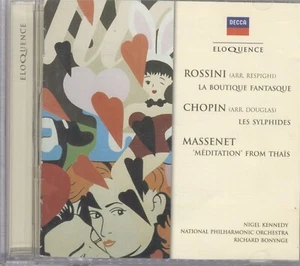 ELOQUENCE
DECCA
ELOQUENCE
ROSSINI (ARR. RESPIGHI)
LA BOUTIQUE FANTASQUE
CHOPIN (ARR. DOUGLAS)
LES SYLPHIDES
MASSENET
'MÉDITATION' FROM THAÏS
NIGEL KENNEDY
NATIONAL PHILHARMONIC ORCHESTRA
RICHARD BONYNGE